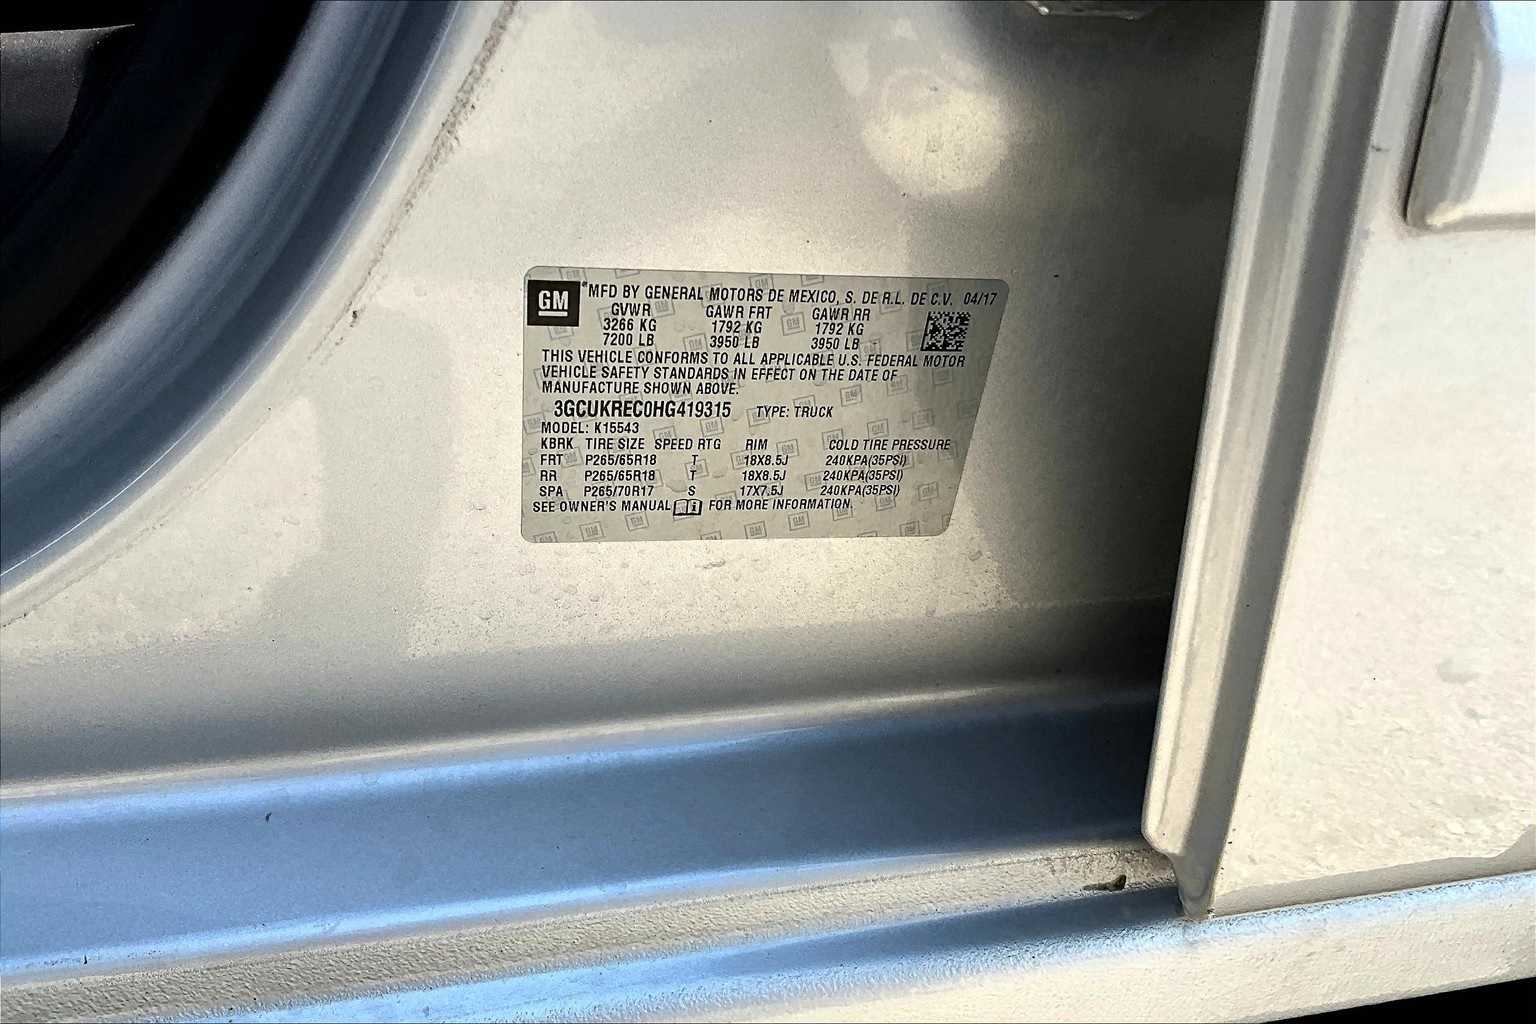 GM
*MFD BY GENERAL MOTORS DE MEXICO, S. DE R.L. DE C.V. 04/17
GVWR GAWR FRT GAWR RR
3266 KG 1792 KG 1792 KG
7200 LB 3950 LB 3950 LB
THIS VEHICLE CONFORMS TO ALL APPLICABLE U.S. FEDERAL MOTOR
VEHICLE SAFETY STANDARDS IN EFFECT ON THE DATE OF
MANUFACTURE SHOWN ABOVE.
3GCUKREC0HG419315 TYPE: TRUCK
MODEL: K15543
KBRK TIRE SIZE SPEED RTG RIM COLD TIRE PRESSURE
FRT P265/65R18 T 18X8.5J 240KPA(35PSI)
RR P265/65R18 T 18X8.5J 240KPA(35PSI)
SPA P265/70R17 S 17X7.5J 240KPA(35PSI)
SEE OWNER'S MANUAL i FOR MORE INFORMATION.